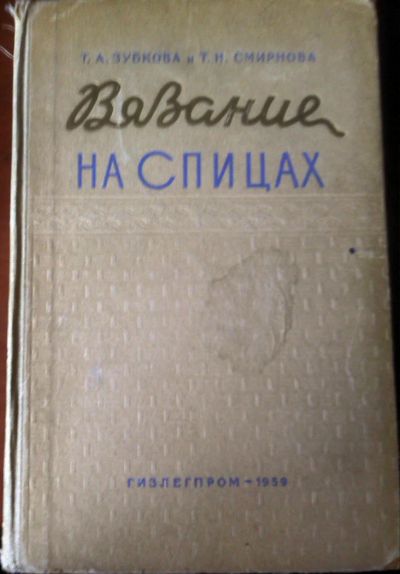 Т. А. ЗУБКОВА и Т. Н. СМИРНОВА
Вязание
НА СПИЦАХ
ГИЗЛЕГПРОМ – 1959